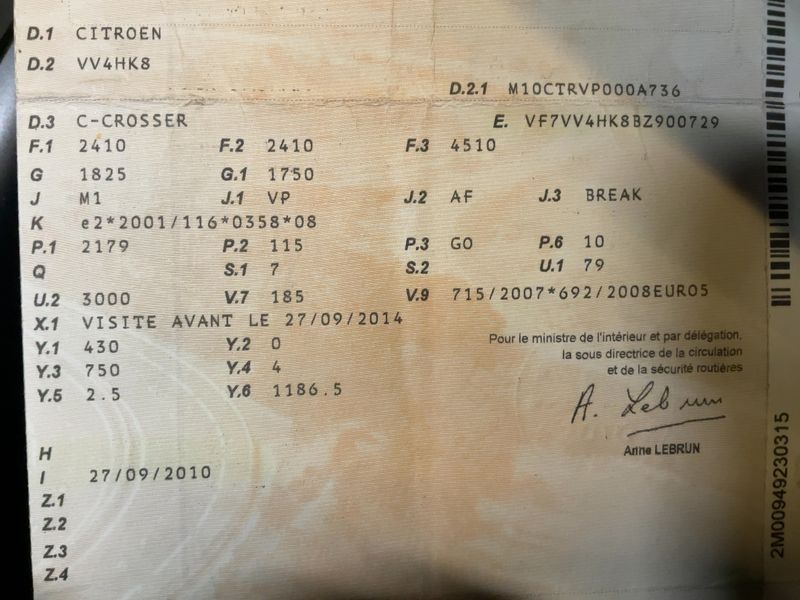 D.1 CITROEN
D.2 VV4HK8
D.2.1 M10CTRVP000A736
D.3 C-CROSSER E. VF7VV4HK8BZ900729
F.1 2410 F.2 2410 F.3 4510
G 1825 G.1 1750
J M1 J.1 VP J.2 AF J.3 BREAK
K e2*2001/116*0358*08
P.1 2179 P.2 115 P.3 GO P.6 10
Q S.1 7 S.2 U.1 79
U.2 3000 V.7 185 V.9 715/2007*692/2008EURO5
X.1 VISITE AVANT LE 27/09/2014
Y.1 430 Y.2 0
Y.3 750 Y.4 4
Y.5 2.5 Y.6 1186.5
Pour le ministre de l'intérieur et par délégation,
la sous directrice de la circulation
et de la sécurité routières
A. Lebrun
Anne LEBRUN
H
I 27/09/2010
Z.1
Z.2
Z.3
Z.4
2M00949230315